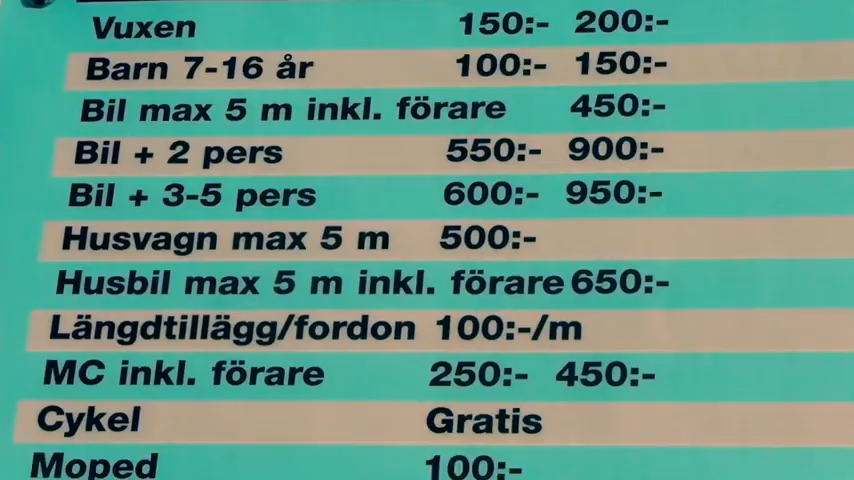 Vuxen 150:- 200:-
Barn 7-16 år 100:- 150:-
Bil max 5 m inkl. förare 450:-
Bil + 2 pers 550:- 900:-
Bil + 3-5 pers 600:- 950:-
Husvagn max 5 m 500:-
Husbil max 5 m inkl. förare 650:-
Längdtillägg/fordon 100:-/m
MC inkl. förare 250:- 450:-
Cykel Gratis
Moped 100:-